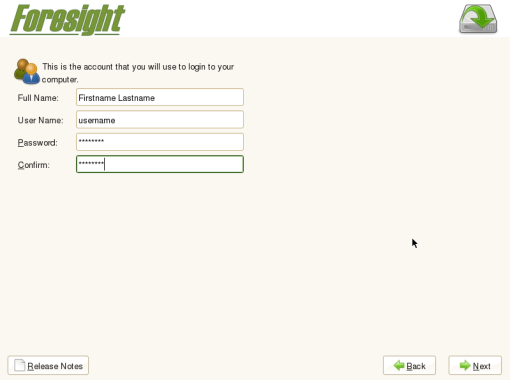 Foresight
This is the account that you will use to login to your
computer.
Full Name: Firstname Lastname
User Name: username
Password: ********
Confirm: ********
Release Notes
Back
Next